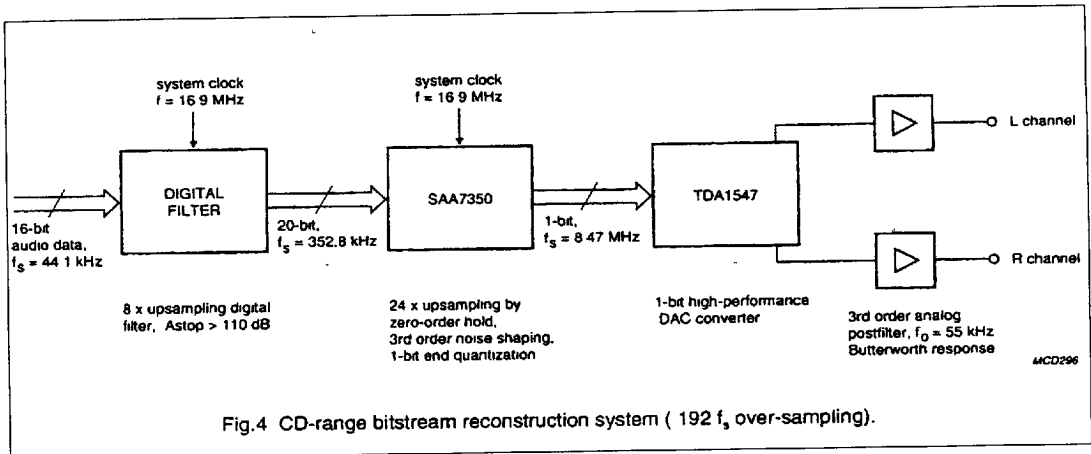 system clock
f = 16 9 MHz
system clock
f = 16 9 MHz
DIGITAL
FILTER
SAA7350
TDA1547
L channel
R channel
16-bit
audio data,
fs = 44 1 kHz
20-bit,
fs = 352.8 kHz
1-bit,
fs = 8 47 MHz
8 x upsampling digital
filter, Astop > 110 dB
24 x upsampling by
zero-order hold,
3rd order noise shaping,
1-bit end quantization
1-bit high-performance
DAC converter
3rd order analog
postfilter, fo = 55 kHz
Butterworth response
MCD296
Fig.4 CD-range bitstream reconstruction system ( 192 fs over-sampling).